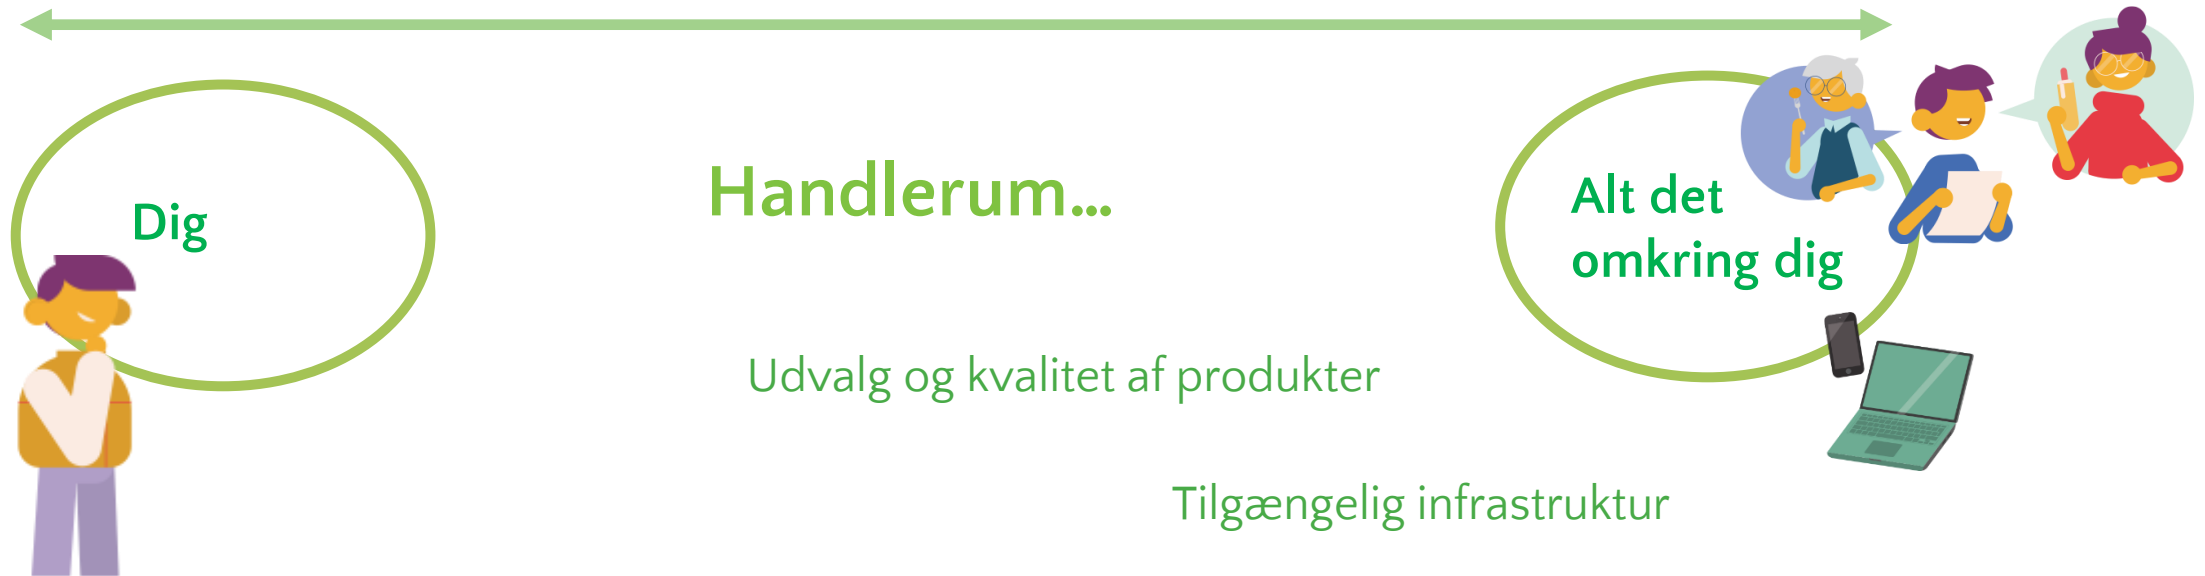 Dig
Handlerum...
Alt det
omkring dig
Udvalg og kvalitet af produkter
Tilgængelig infrastruktur